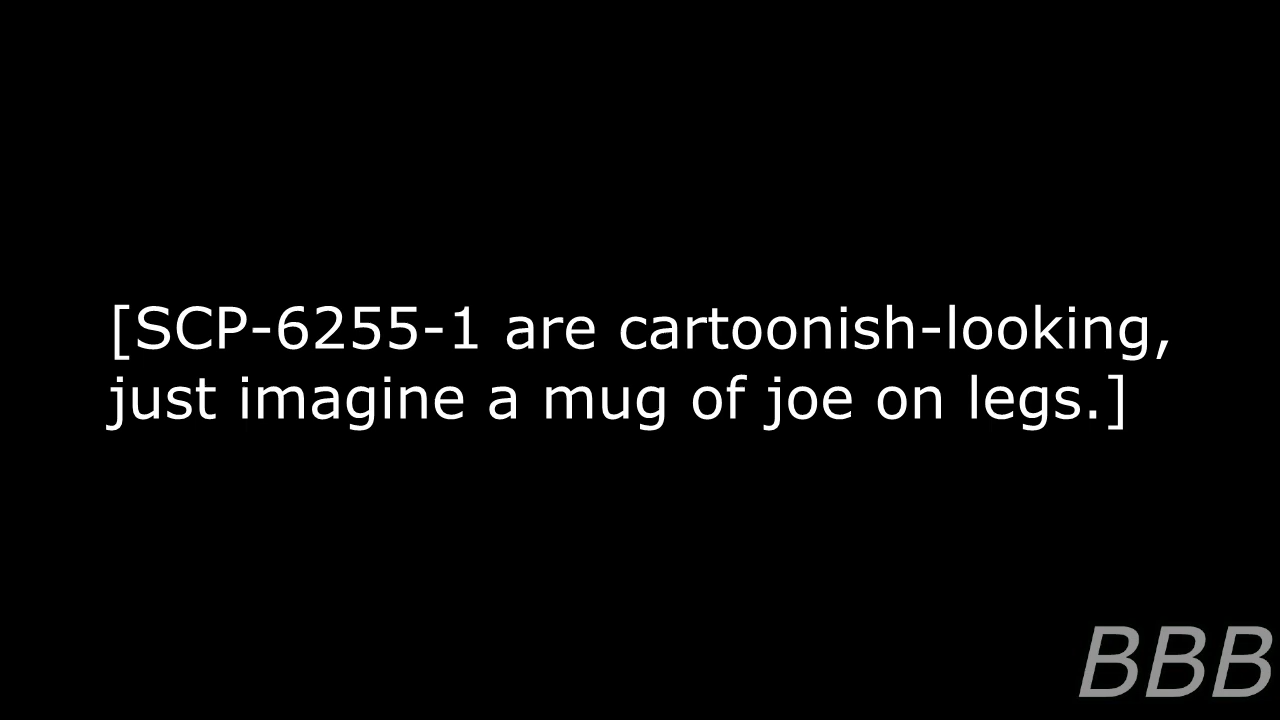 [SCP-6255-1 are cartoonish-looking,
just imagine a mug of joe on legs.]
BBB